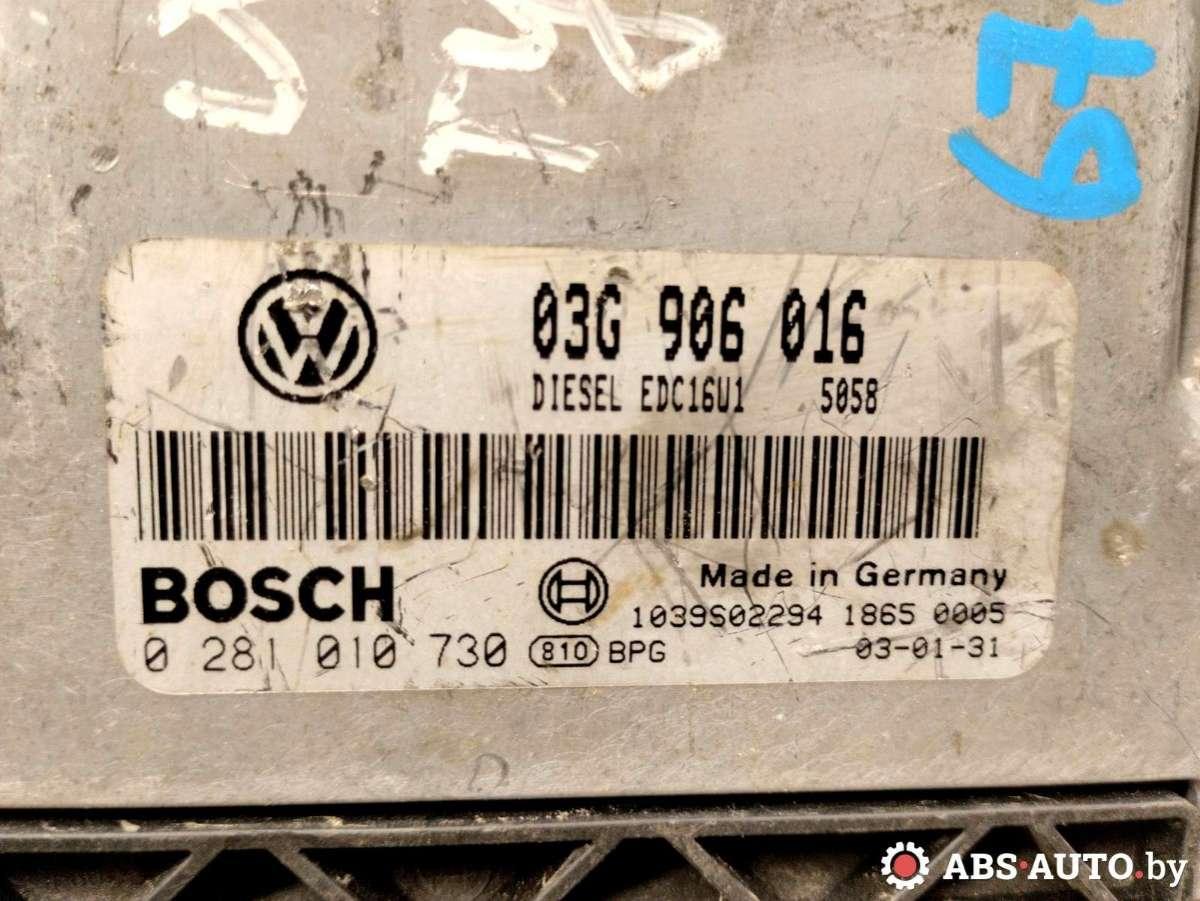 03G 906 016
DIESEL EDC16U1 5058
BOSCH
Made in Germany
1039S02294 1865 0005
0 281 010 730 810 BPG 03-01-31
ABS-AUTO.by